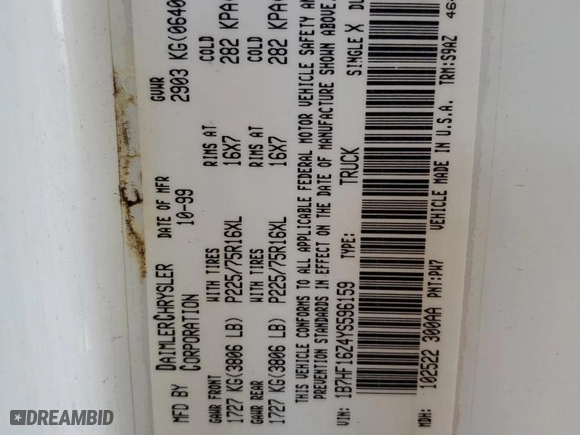 MFD BY DAIMLERCHRYSLER CORPORATION
DATE OF MFR 10-99
GVWR 2903 KG(0640
GAWR FRONT WITH TIRES RIMS AT COLD
1727 KG(3806 LB) P225/75R16XL 16X7 282 KPA(
GAWR REAR WITH TIRES RIMS AT COLD
1727 KG(3806 LB) P225/75R16XL 16X7 282 KPA(
THIS VEHICLE CONFORMS TO ALL APPLICABLE FEDERAL MOTOR VEHICLE SAFETY AN
PREVENTION STANDARDS IN EFFECT ON THE DATE OF MANUFACTURE SHOWN ABOVE.
VIN: 1B7HF16Z4YS596159 TYPE: TRUCK SINGLE X DU
MDH: 102522 300AA PNT:PW7 VEHICLE MADE IN U.S.A. TRM:S9AZ 464
DREAMBID